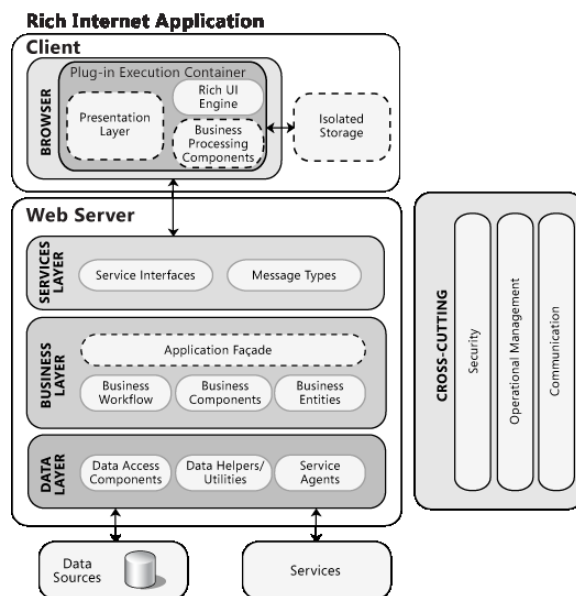 Rich Internet Application
Client
BROWSER
Plug-in Execution Container
Presentation
Layer
Rich UI
Engine
Business
Processing
Components
Isolated
Storage
Web Server
SERVICES
LAYER
Service Interfaces
Message Types
BUSINESS
LAYER
Application Façade
Business
Workflow
Business
Components
Business
Entities
DATA
LAYER
Data Access
Components
Data Helpers/
Utilities
Service
Agents
Data
Sources
Services
CROSS-CUTTING
Security
Operational Management
Communication